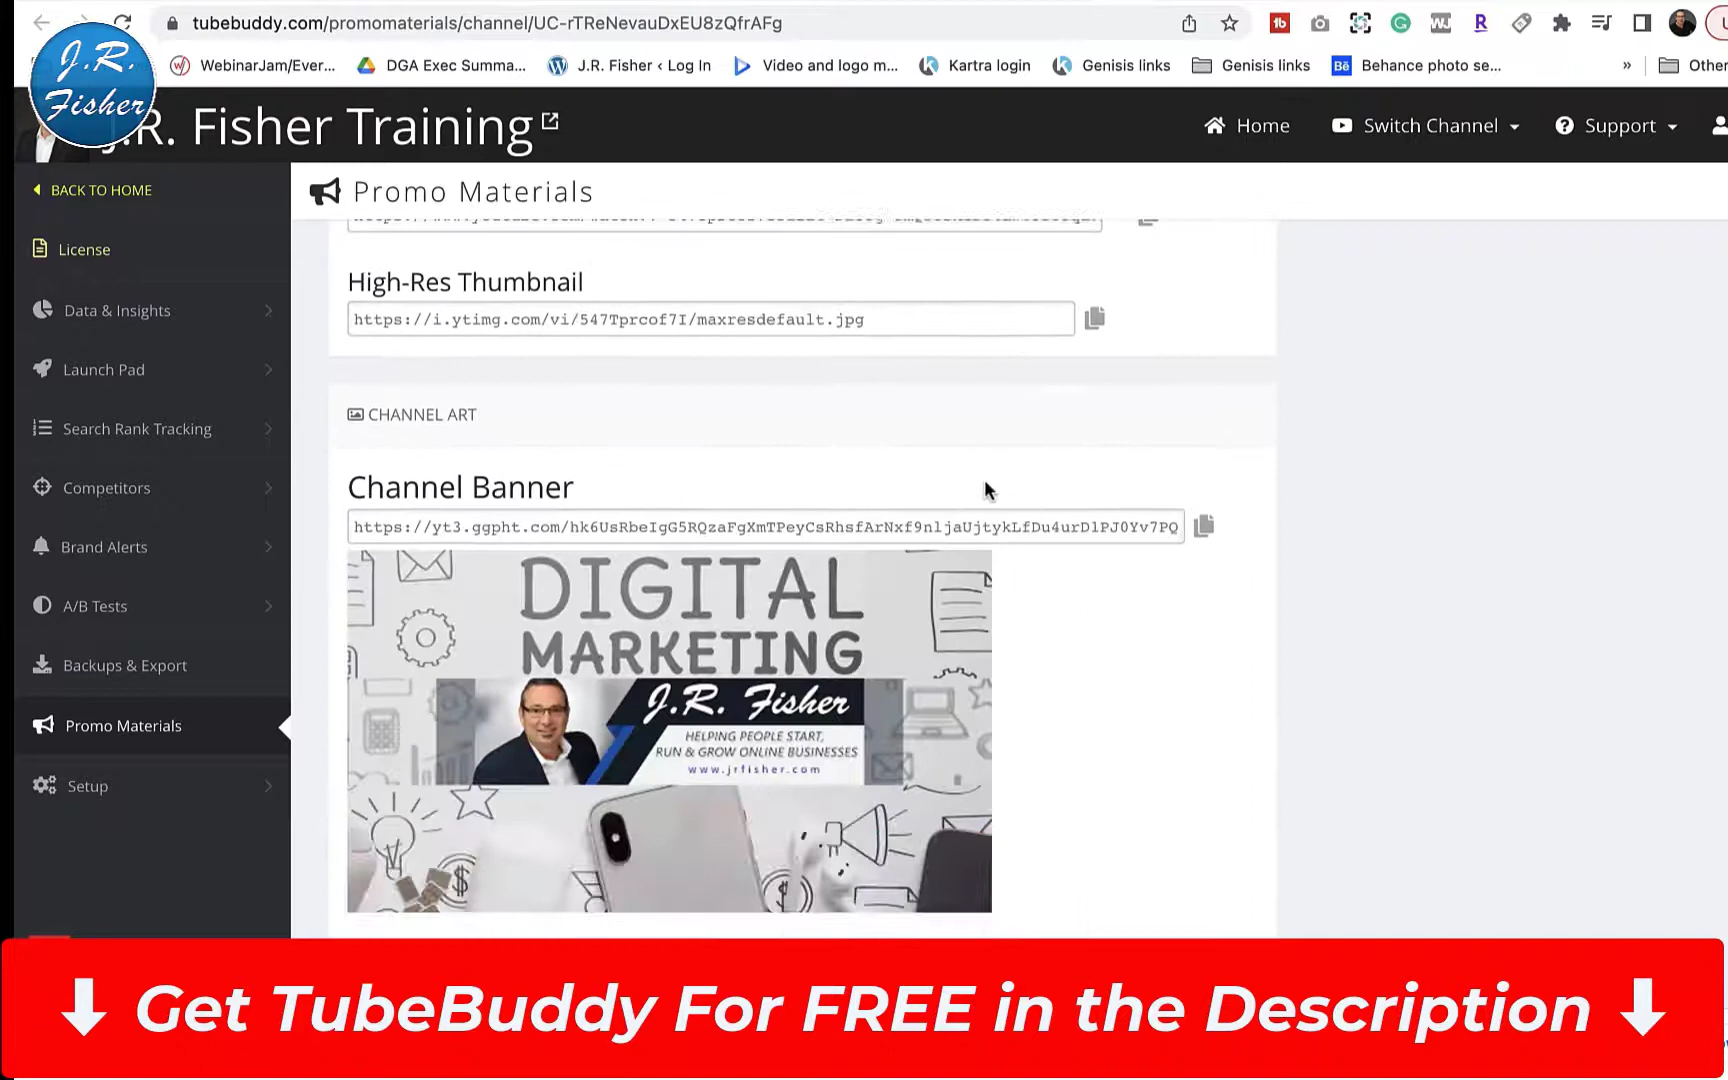 tubebuddy.com/promomaterials/channel/UC-rTReNevauDxEU8zQfrAFg
WebinarJam/Ever...
DGA Exec Summa...
J.R. Fisher ‹ Log In
Video and logo m...
Kartra login
Genisis links
Genisis links
Behance photo se...
»
Other
J.R.
Fisher
J.R. Fisher Training
Home
Switch Channel
Support
BACK TO HOME
License
Data & Insights
Launch Pad
Search Rank Tracking
Competitors
Brand Alerts
A/B Tests
Backups & Export
Promo Materials
Setup
Promo Materials
High-Res Thumbnail
https://i.ytimg.com/vi/547Tprcof7I/maxresdefault.jpg
CHANNEL ART
Channel Banner
https://yt3.ggpht.com/hk6UsRbeIgG5RQzaFgXmTPeyCsRhsfArNxf9nljaUjtykLfDu4urD1PJ0Yv7PQ
DIGITAL
MARKETING
J.R. Fisher
HELPING PEOPLE START,
RUN & GROW ONLINE BUSINESSES
www.jrfisher.com
Get TubeBuddy For FREE in the Description